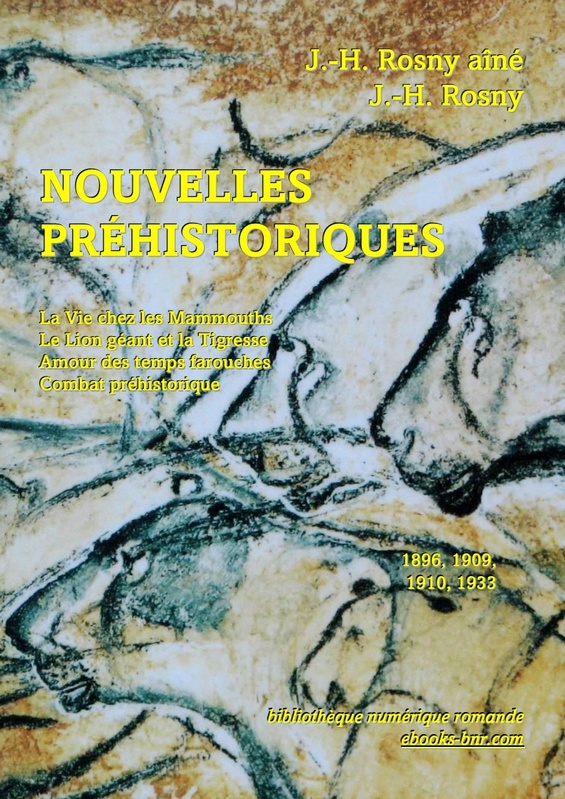 J.-H. Rosny aîné
J.-H. Rosny
NOUVELLES
PRÉHISTORIQUES
La Vie chez les Mammouths
Le Lion géant et la Tigresse
Amour des temps farouches
Combat préhistorique
1896, 1909,
1910, 1933
bibliothèque numérique romande
ebooks-bnr.com